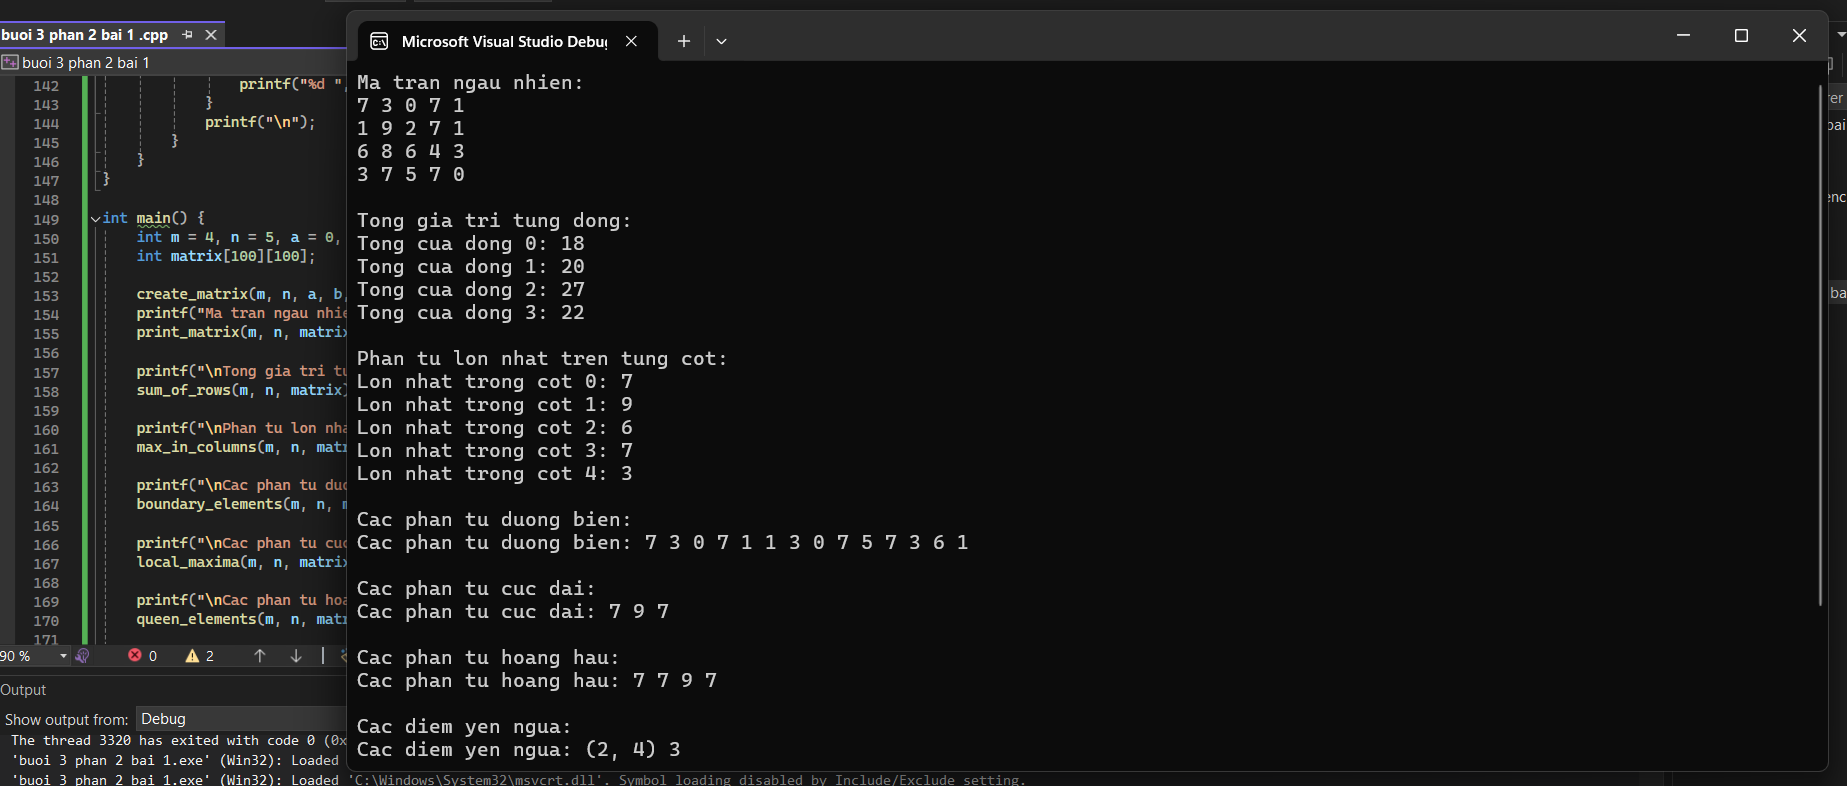 buoi 3 phan 2 bai 1 .cpp
buoi 3 phan 2 bai 1
142 printf("%d ",
143 }
144 printf("\n");
145 }
146 }
147 }
148
149 int main() {
150 int m = 4, n = 5, a = 0,
151 int matrix[100][100];
152
153 create_matrix(m, n, a, b,
154 printf("Ma tran ngau nhie
155 print_matrix(m, n, matrix
156
157 printf("\nTong gia tri tu
158 sum_of_rows(m, n, matrix)
159
160 printf("\nPhan tu lon nha
161 max_in_columns(m, n, matr
162
163 printf("\nCac phan tu duo
164 boundary_elements(m, n, m
165
166 printf("\nCac phan tu cuc
167 local_maxima(m, n, matrix
168
169 printf("\nCac phan tu hoa
170 queen_elements(m, n, matr
171
90 % 0 2
Output
Show output from: Debug
The thread 3320 has exited with code 0 (0x
'buoi 3 phan 2 bai 1.exe' (Win32): Loaded
'buoi 3 phan 2 bai 1.exe' (Win32): Loaded 'C:\Windows\System32\msvcrt.dll'. Symbol loading disabled by Include/Exclude setting.
Microsoft Visual Studio Debug
Ma tran ngau nhien:
7 3 0 7 1
1 9 2 7 1
6 8 6 4 3
3 7 5 7 0
Tong gia tri tung dong:
Tong cua dong 0: 18
Tong cua dong 1: 20
Tong cua dong 2: 27
Tong cua dong 3: 22
Phan tu lon nhat tren tung cot:
Lon nhat trong cot 0: 7
Lon nhat trong cot 1: 9
Lon nhat trong cot 2: 6
Lon nhat trong cot 3: 7
Lon nhat trong cot 4: 3
Cac phan tu duong bien:
Cac phan tu duong bien: 7 3 0 7 1 1 3 0 7 5 7 3 6 1
Cac phan tu cuc dai:
Cac phan tu cuc dai: 7 9 7
Cac phan tu hoang hau:
Cac phan tu hoang hau: 7 7 9 7
Cac diem yen ngua:
Cac diem yen ngua: (2, 4) 3